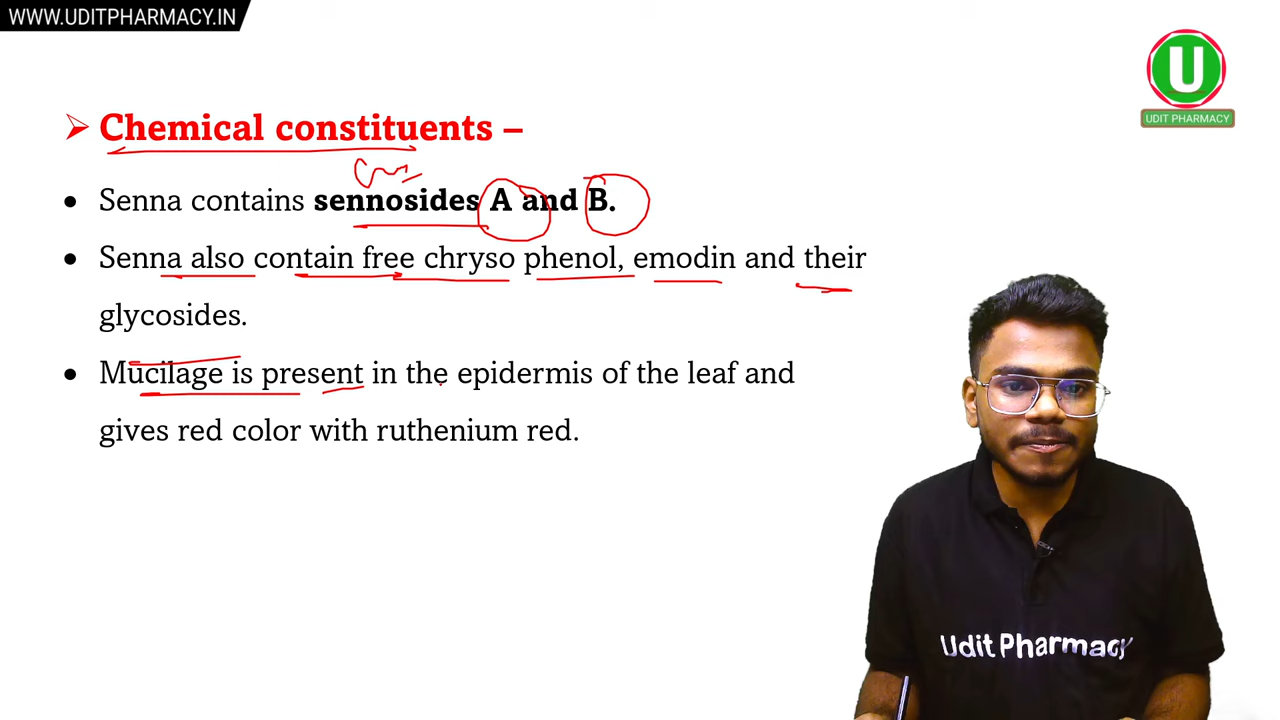 WWW.UDITPHARMACY.IN
U
UDIT PHARMACY
➢ Chemical constituents –
• Senna contains sennosides A and B.
• Senna also contain free chryso phenol, emodin and their
glycosides.
• Mucilage is present in the epidermis of the leaf and
gives red color with ruthenium red.
Udit Pharmacy